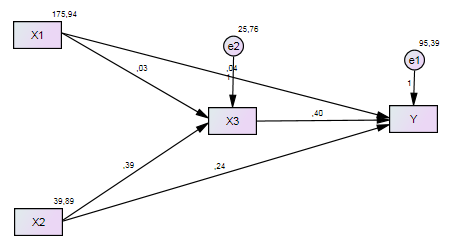 175,94
X1
25,76
e2
95,39
e1
,03
,04
1
1
X3
,40
Y
,39
,24
39,89
X2